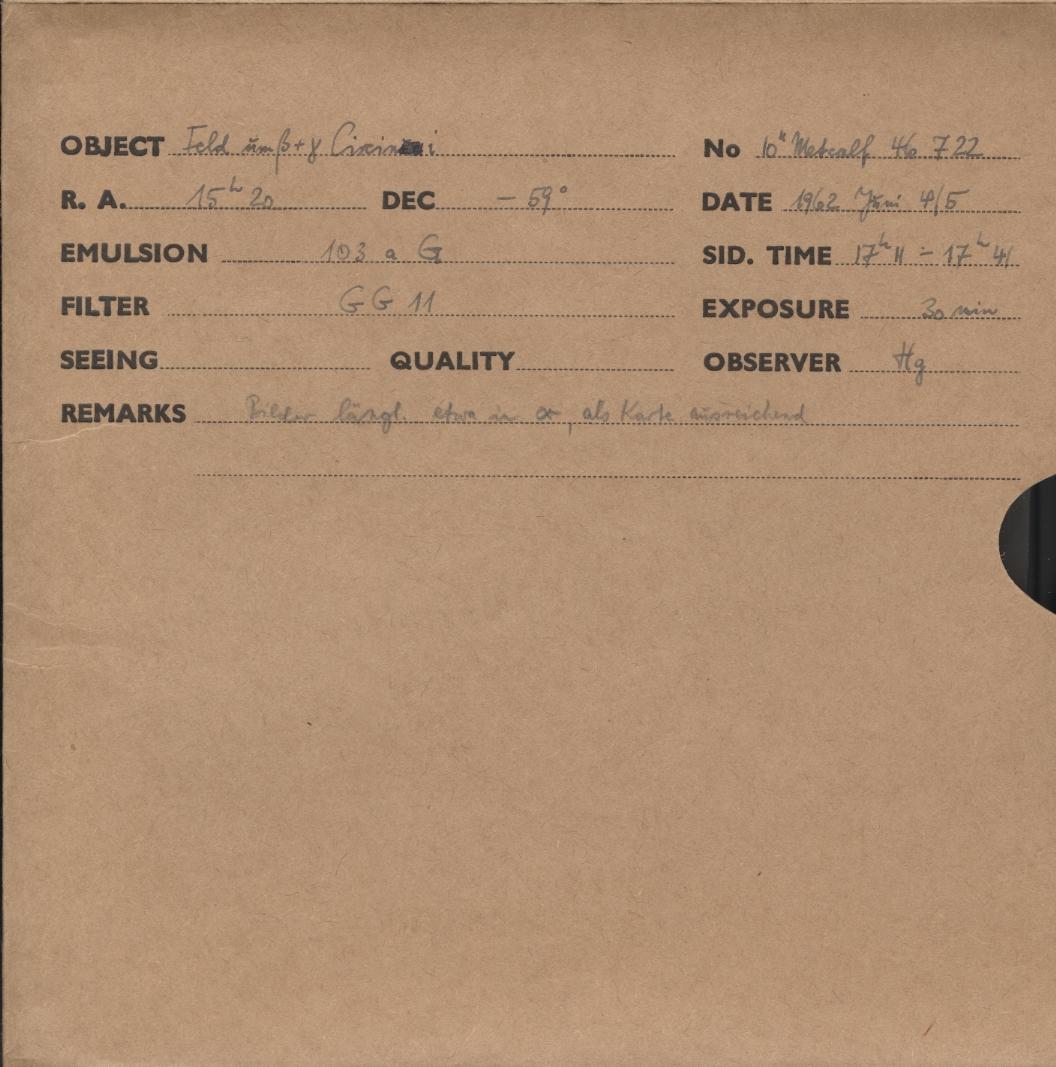 OBJECT Feld um β + γ Circini No 10" Metcalf 46 722
R. A. 15ʰ 20 DEC − 59° DATE 1962 Juni 4/5
EMULSION 103 a G SID. TIME 17ʰ 11 − 17ʰ 41
FILTER GG 11 EXPOSURE 30 min
SEEING QUALITY OBSERVER Hg
REMARKS Bilder längl. etwa in α, als Karte ausreichend